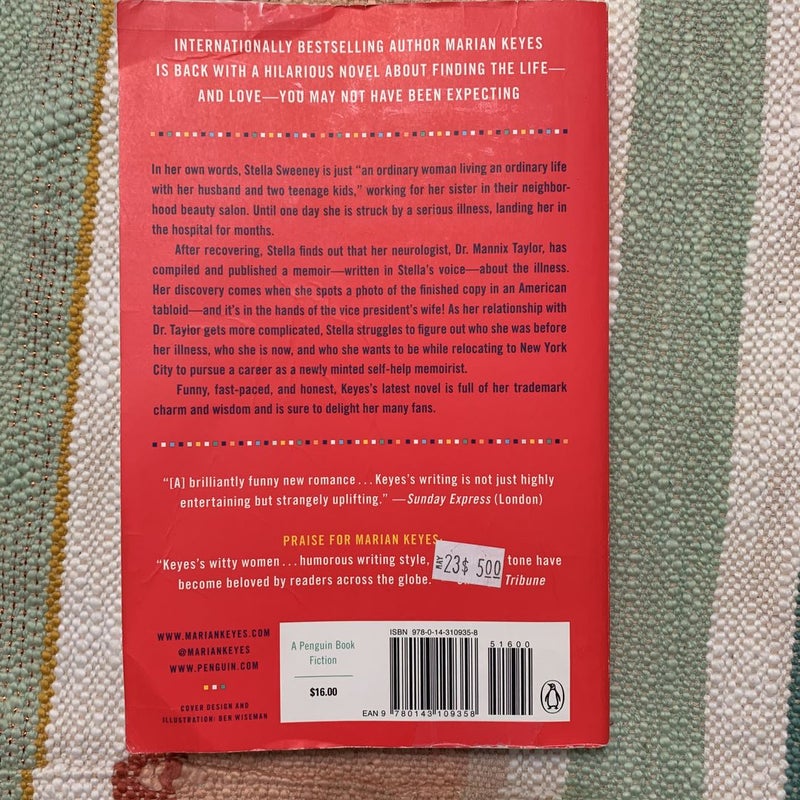 INTERNATIONALLY BESTSELLING AUTHOR MARIAN KEYES
IS BACK WITH A HILARIOUS NOVEL ABOUT FINDING THE LIFE—
AND LOVE—YOU MAY NOT HAVE BEEN EXPECTING
In her own words, Stella Sweeney is just "an ordinary woman living an ordinary life
with her husband and two teenage kids," working for her sister in their neighbor-
hood beauty salon. Until one day she is struck by a serious illness, landing her in
the hospital for months.
After recovering, Stella finds out that her neurologist, Dr. Mannix Taylor, has
compiled and published a memoir—written in Stella's voice—about the illness.
Her discovery comes when she spots a photo of the finished copy in an American
tabloid—and it's in the hands of the vice president's wife! As her relationship with
Dr. Taylor gets more complicated, Stella struggles to figure out who she was before
her illness, who she is now, and who she wants to be while relocating to New York
City to pursue a career as a newly minted self-help memoirist.
Funny, fast-paced, and honest, Keyes's latest novel is full of her trademark
charm and wisdom and is sure to delight her many fans.
"[A] brilliantly funny new romance . . . Keyes's writing is not just highly
entertaining but strangely uplifting." —Sunday Express (London)
PRAISE FOR MARIAN KEYES:
"Keyes's witty women . . . humorous writing style, tone have
become beloved by readers across the globe. Tribune
MAY 23 $ 5.00
WWW.MARIANKEYES.COM
@MARIANKEYES
WWW.PENGUIN.COM
COVER DESIGN AND
ILLUSTRATION: BEN WISEMAN
A Penguin Book
Fiction
$16.00
ISBN 978-0-14-310935-8
51600
EAN 9 780143 109358